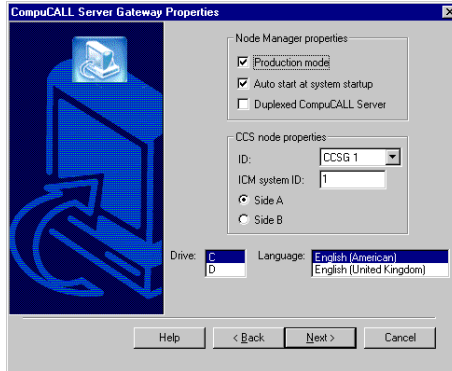 CompuCALL Server Gateway Properties
Node Manager properties
Production mode
Auto start at system startup
Duplexed CompuCALL Server
CCS node properties
ID: CCSG 1
ICM system ID: 1
Side A
Side B
Drive: C Language: English (American)
D English (United Kingdom)
Help < Back Next > Cancel